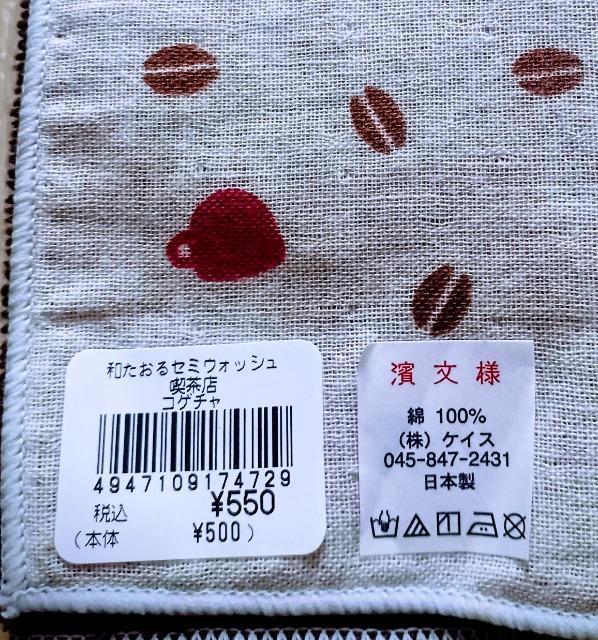 和たおるセミウォッシュ
喫茶店
コゲチャ
4947109174729
税込 ¥550
(本体 ¥500)
濱文様
綿 100%
(株) ケイス
045-847-2431
日本製